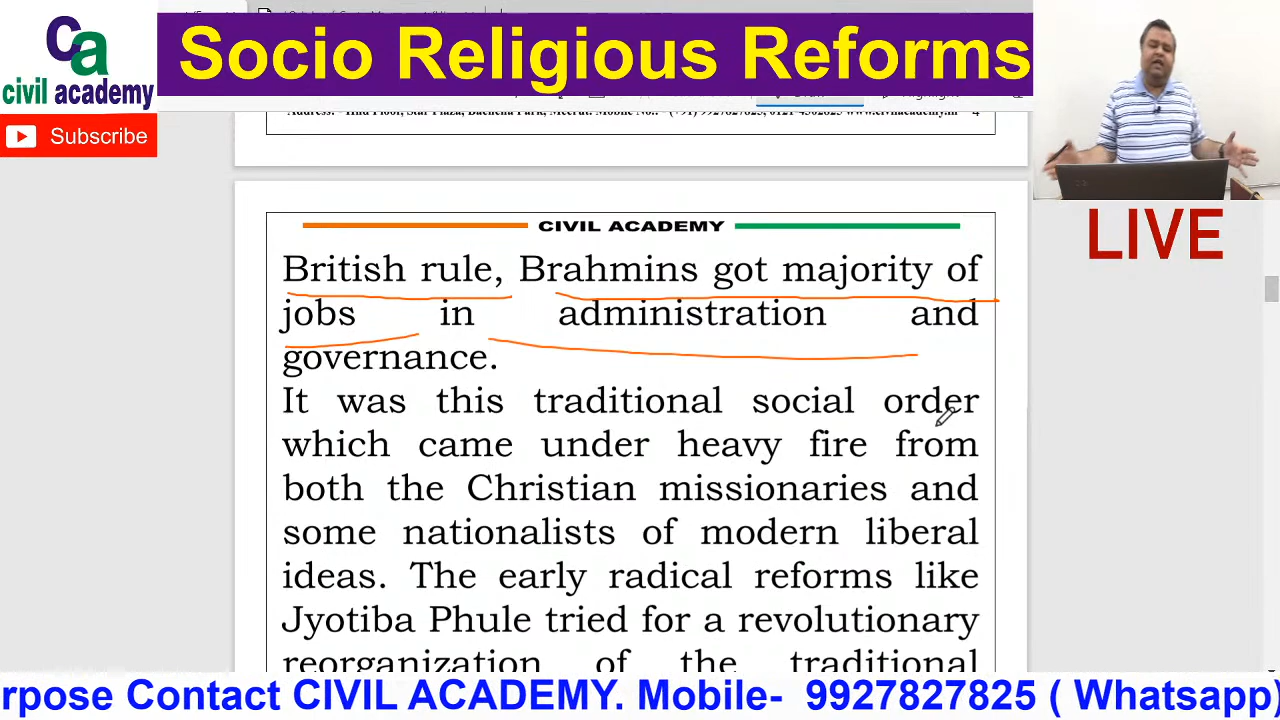 ca
civil academy
Subscribe
Socio Religious Reforms
LIVE
4
CIVIL ACADEMY
British rule, Brahmins got majority of
jobs in administration and
governance.
It was this traditional social order
which came under heavy fire from
both the Christian missionaries and
some nationalists of modern liberal
ideas. The early radical reforms like
Jyotiba Phule tried for a revolutionary
reorganization of the traditional
rpose Contact CIVIL ACADEMY. Mobile- 9927827825 ( Whatsapp)